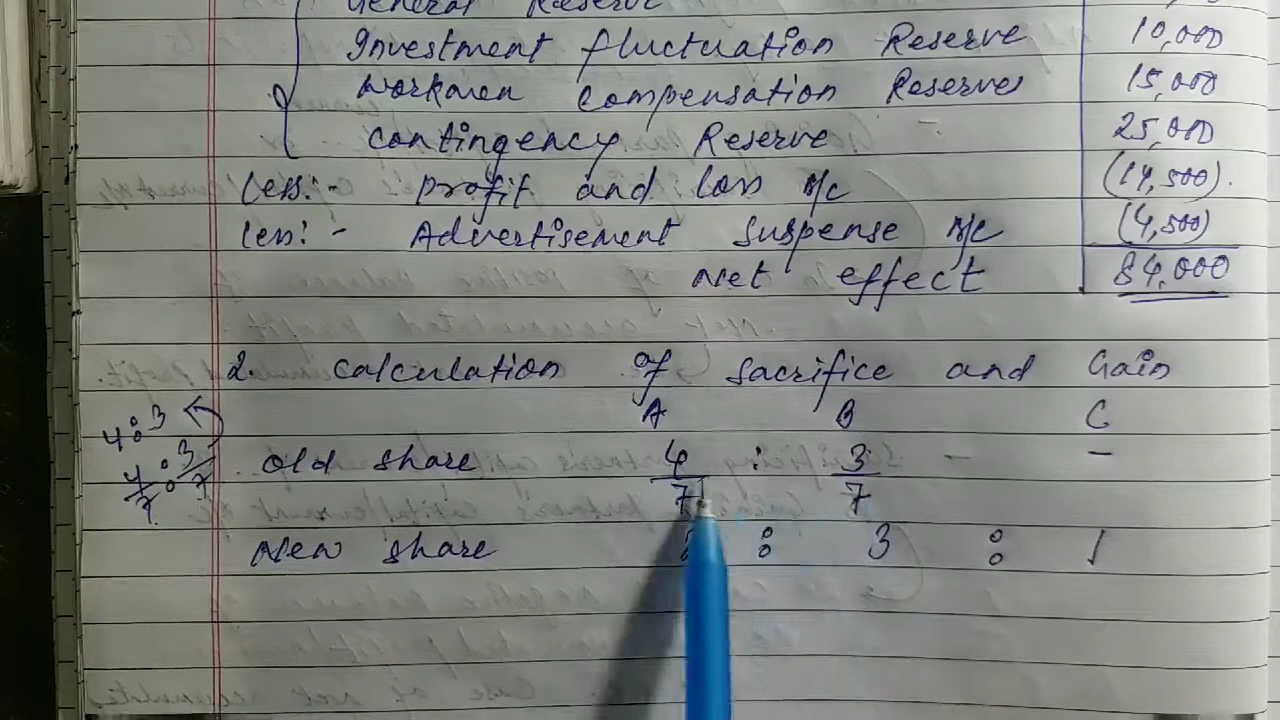 General Reserve
Investment fluctuation Reserve 10,000
Workmen compensation Reserve 15,000
Contingency Reserve 25,000
Less:- Profit and Loss A/c (14,500)
Less:- Advertisement Suspense A/c (4,500)
Net effect 84,000
2. Calculation of Sacrifice and Gain
A B C
4:3
4/7 : 3/7
Old share 4/7 : 3/7 - -
New share : 3 : 1